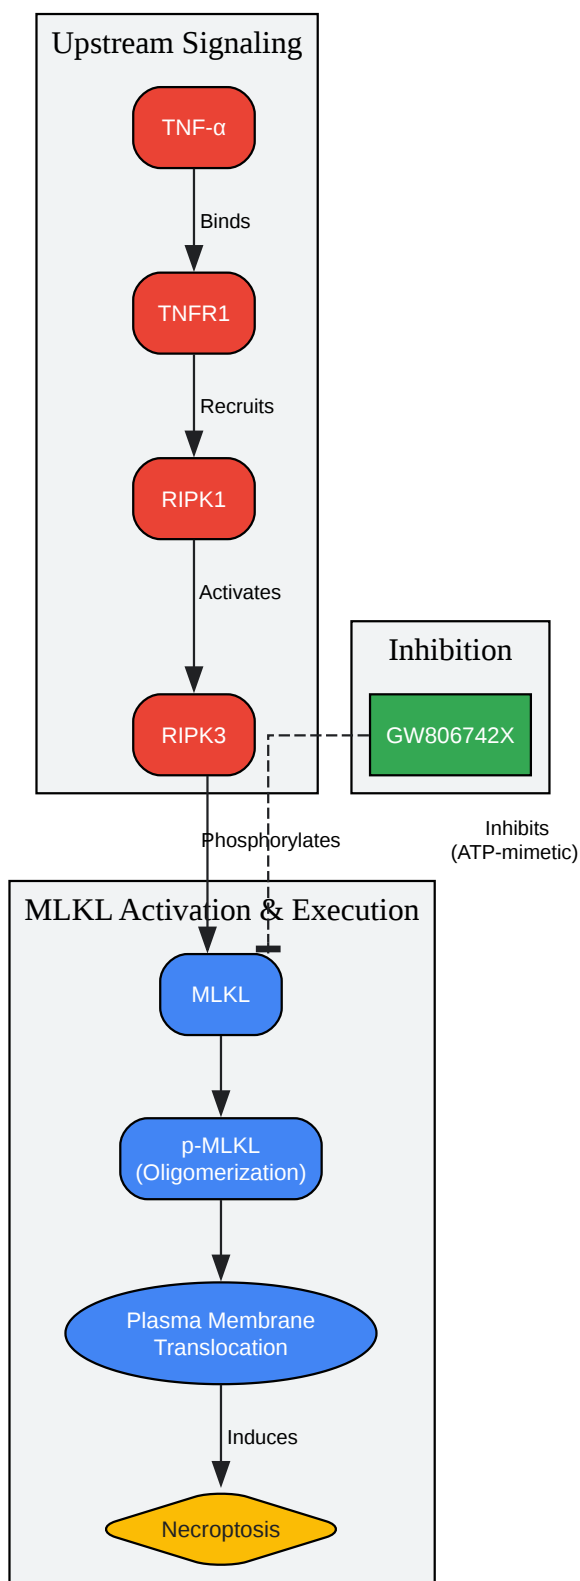 Upstream Signaling
TNF-α
Binds
TNFR1
Recruits
RIPK1
Activates
RIPK3
Inhibition
GW806742X
Phosphorylates
Inhibits
(ATP-mimetic)
MLKL Activation & Execution
MLKL
p-MLKL
(Oligomerization)
Plasma Membrane
Translocation
Induces
Necroptosis